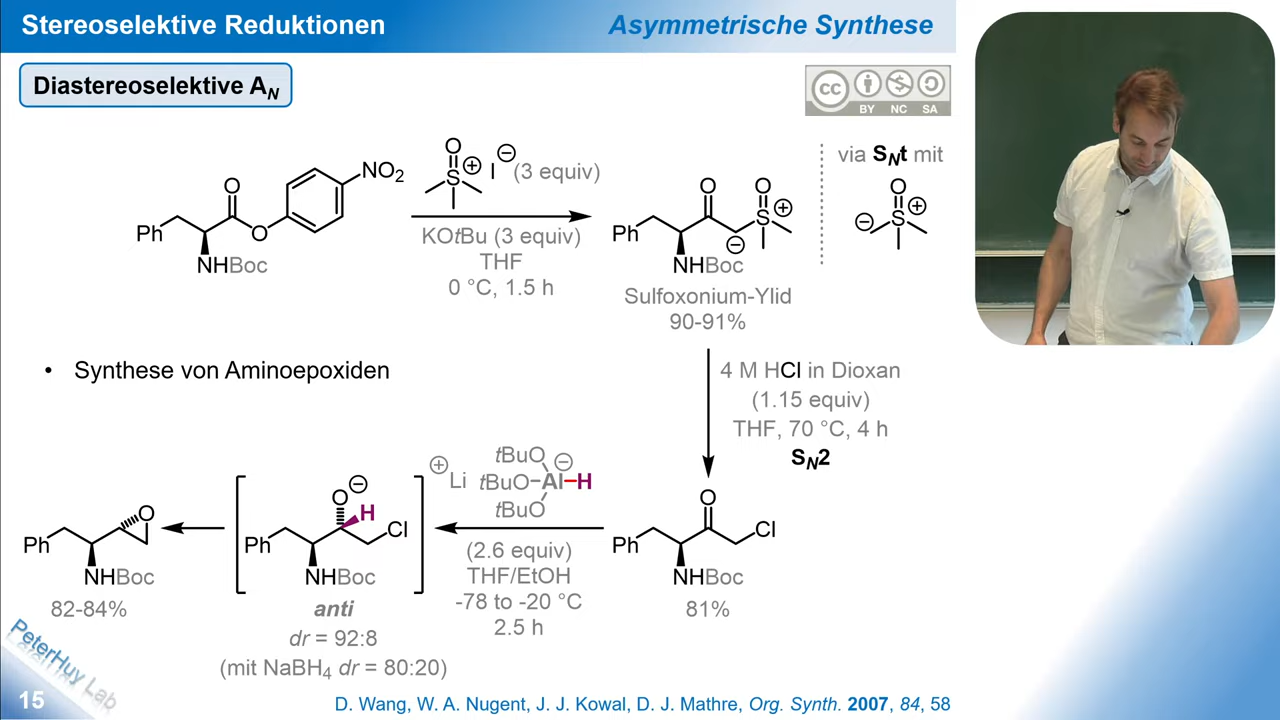 Stereoselektive Reduktionen
Asymmetrische Synthese
Diastereoselektive A_N
CC BY NC SA
NO₂
O
O
Ph
NHBoc
O
S ⊕ I ⊖ (3 equiv)
KOtBu (3 equiv)
THF
0 °C, 1.5 h
O O
S ⊕
Ph ⊖
NHBoc
Sulfoxonium-Ylid
90-91%
via S_Nt mit
O
⊖ S ⊕
• Synthese von Aminoepoxiden
4 M HCl in Dioxan
(1.15 equiv)
THF, 70 °C, 4 h
S_N2
O
Cl
Ph
NHBoc
81%
⊕ Li
tBuO ⊖
tBuO–Al–H
tBuO
(2.6 equiv)
THF/EtOH
-78 to -20 °C
2.5 h
O ⊖
H
Ph Cl
NHBoc
anti
dr = 92:8
(mit NaBH₄ dr = 80:20)
O
Ph
NHBoc
82-84%
PeterHuy Lab
15
D. Wang, W. A. Nugent, J. J. Kowal, D. J. Mathre, Org. Synth. 2007, 84, 58